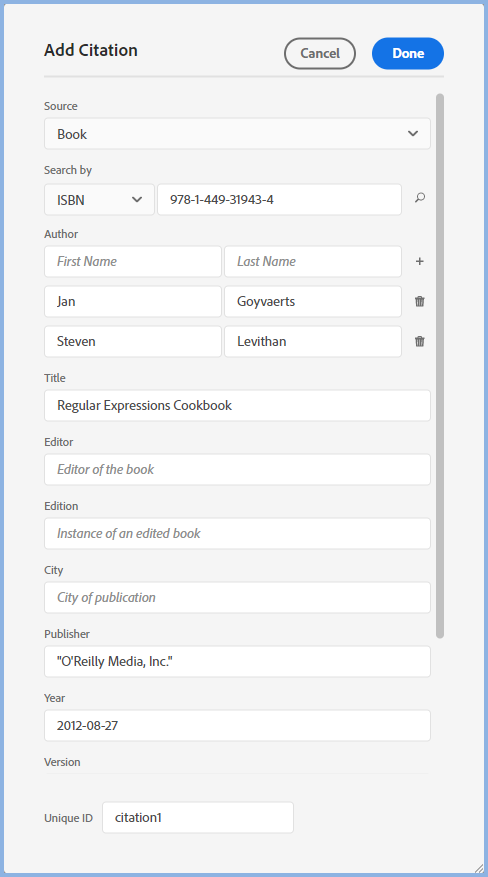 Add Citation
Cancel
Done
Source
Book
Search by
ISBN
978-1-449-31943-4
Author
First Name
Last Name
Jan
Goyvaerts
Steven
Levithan
Title
Regular Expressions Cookbook
Editor
Editor of the book
Edition
Instance of an edited book
City
City of publication
Publisher
"O'Reilly Media, Inc."
Year
2012-08-27
Version
Unique ID
citation1